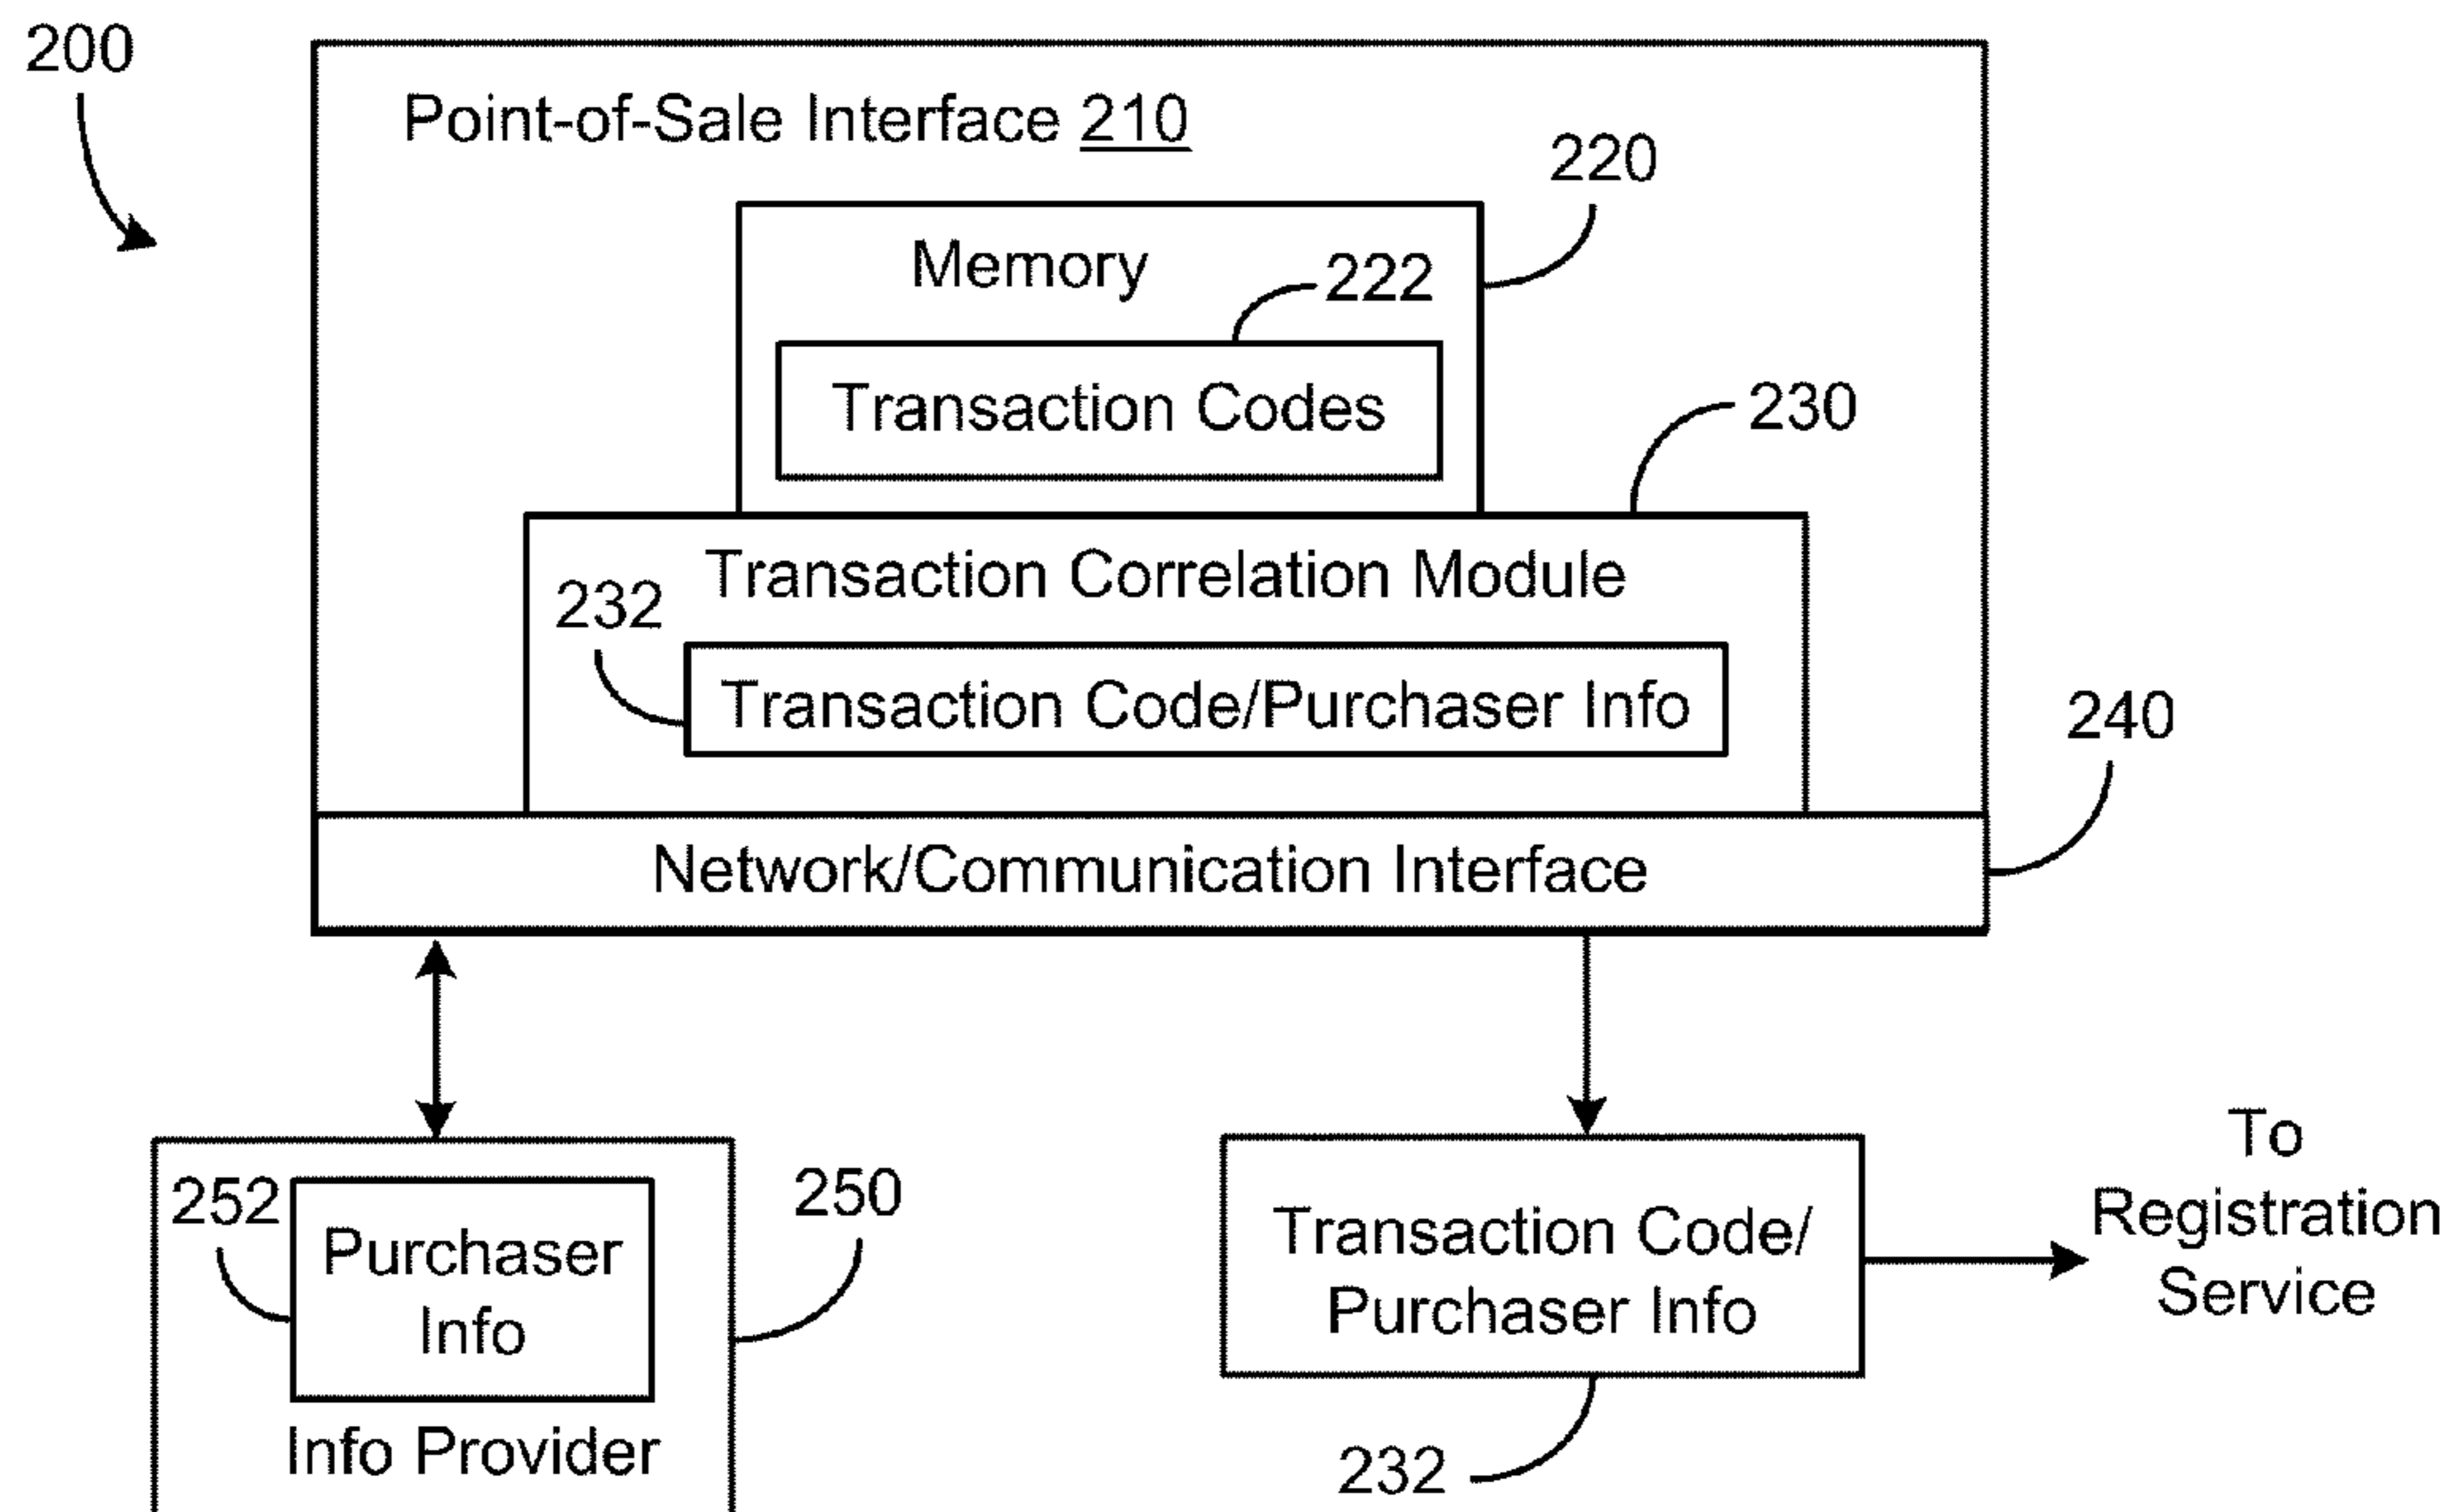 200
Point-of-Sale Interface 210
220
Memory
222
Transaction Codes
230
Transaction Correlation Module
232
Transaction Code/Purchaser Info
240
Network/Communication Interface
252
Purchaser
Info
250
Info Provider
Transaction Code/
Purchaser Info
232
To
Registration
Service